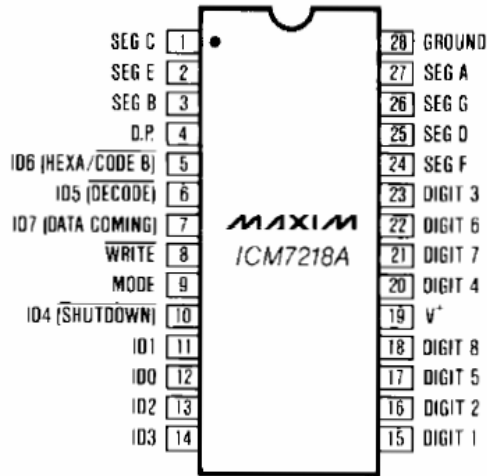 SEG C 1
SEG E 2
SEG B 3
D.P. 4
ID6 (HEXA/CODE B) 5
ID5 (DECODE) 6
ID7 (DATA COMING) 7
WRITE 8
MODE 9
ID4 (SHUTDOWN) 10
ID1 11
ID0 12
ID2 13
ID3 14
MAXIM
ICM7218A
28 GROUND
27 SEG A
26 SEG G
25 SEG D
24 SEG F
23 DIGIT 3
22 DIGIT 6
21 DIGIT 7
20 DIGIT 4
19 V+
18 DIGIT 8
17 DIGIT 5
16 DIGIT 2
15 DIGIT 1